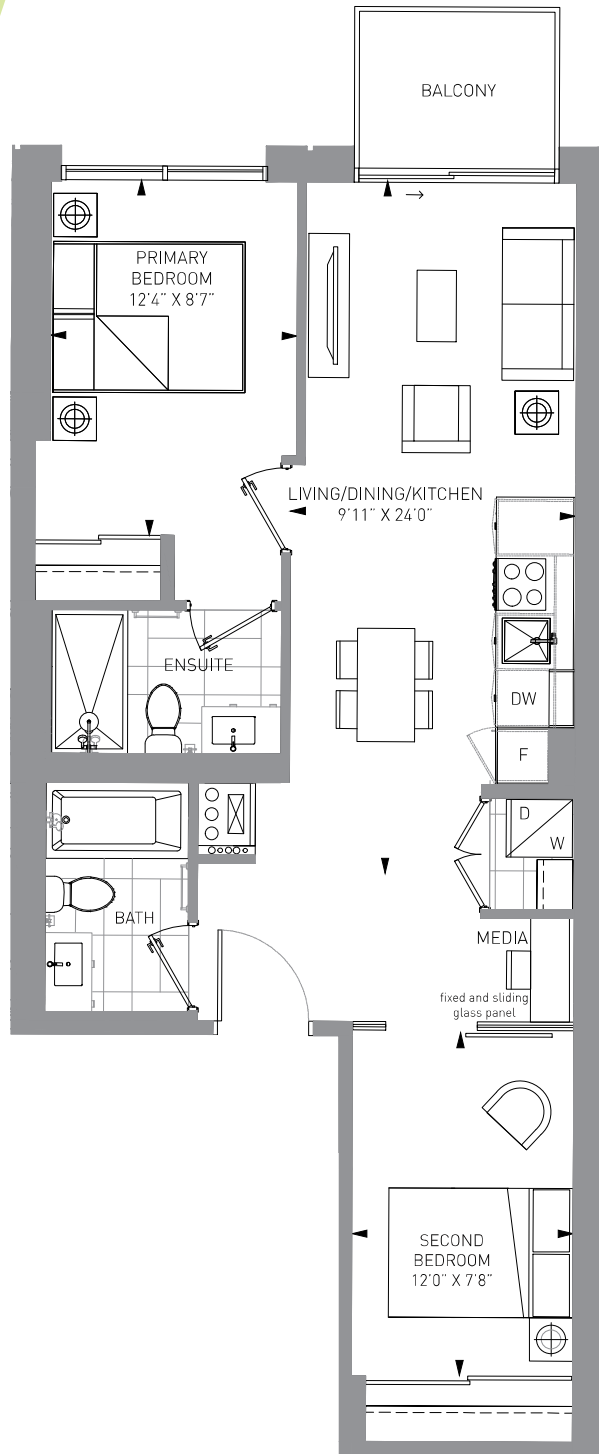 BALCONY
PRIMARY
BEDROOM
12'4" X 8'7"
LIVING/DINING/KITCHEN
9'11" X 24'0"
ENSUITE
DW
F
D
W
BATH
MEDIA
fixed and sliding
glass panel
SECOND
BEDROOM
12'0" X 7'8"